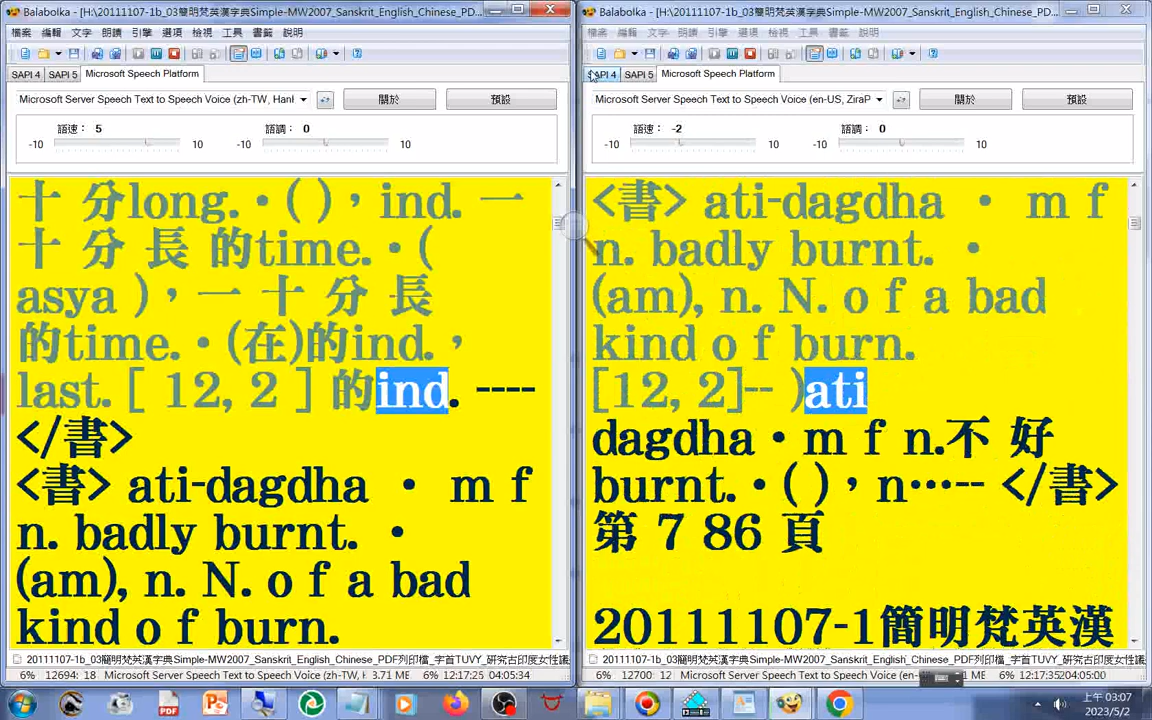 Balabolka - [H:\20111107-1b_03簡明梵英漢字典Simple-MW2007_Sanskrit_English_Chinese_PD...
檔案 編輯 文字 朗讀 引擎 選項 檢視 工具 書籤 說明
SAPI 4 SAPI 5 Microsoft Speech Platform
Microsoft Server Speech Text to Speech Voice (zh-TW, HanH
關於
預設
語速： 5
語調： 0
-10 10 -10 10
十 分long.•( )，ind. 一
十 分 長 的time.•(
asya )，一 十 分 長
的time.•(在)的ind.，
last. [ 12, 2 ] 的ind. ----
</書>
<書> ati-dagdha • m f
n. badly burnt. •
(am), n. N. o f a bad
kind o f burn.
20111107-1b_03簡明梵英漢字典Simple-MW2007_Sanskrit_English_Chinese_PDF列印檔_字首TUVY_研究古印度女性議
6% 12694: 18 Microsoft Server Speech Text to Speech Voice (zh-TW, H 3.71 MB 6% 12:17:25 04:05:34
Balabolka - [H:\20111107-1b_03簡明梵英漢字典Simple-MW2007_Sanskrit_English_Chinese_PD...
檔案 編輯 文字 朗讀 引擎 選項 檢視 工具 書籤 說明
SAPI 4 SAPI 5 Microsoft Speech Platform
Microsoft Server Speech Text to Speech Voice (en-US, ZiraP
關於
預設
語速： -2
語調： 0
-10 10 -10 10
<書> ati-dagdha • m f
n. badly burnt. •
(am), n. N. o f a bad
kind o f burn.
[12, 2]-- )ati
dagdha•m f n.不 好
burnt.•( )，n…-- </書>
第 7 86 頁
20111107-1簡明梵英漢
20111107-1b_03簡明梵英漢字典Simple-MW2007_Sanskrit_English_Chinese_PDF列印檔_字首TUVY_研究古印度女性議
6% 12700: 12 Microsoft Server Speech Text to Speech Voice 6% 12:17:35 04:05:00
上午 03:07
2023/5/2